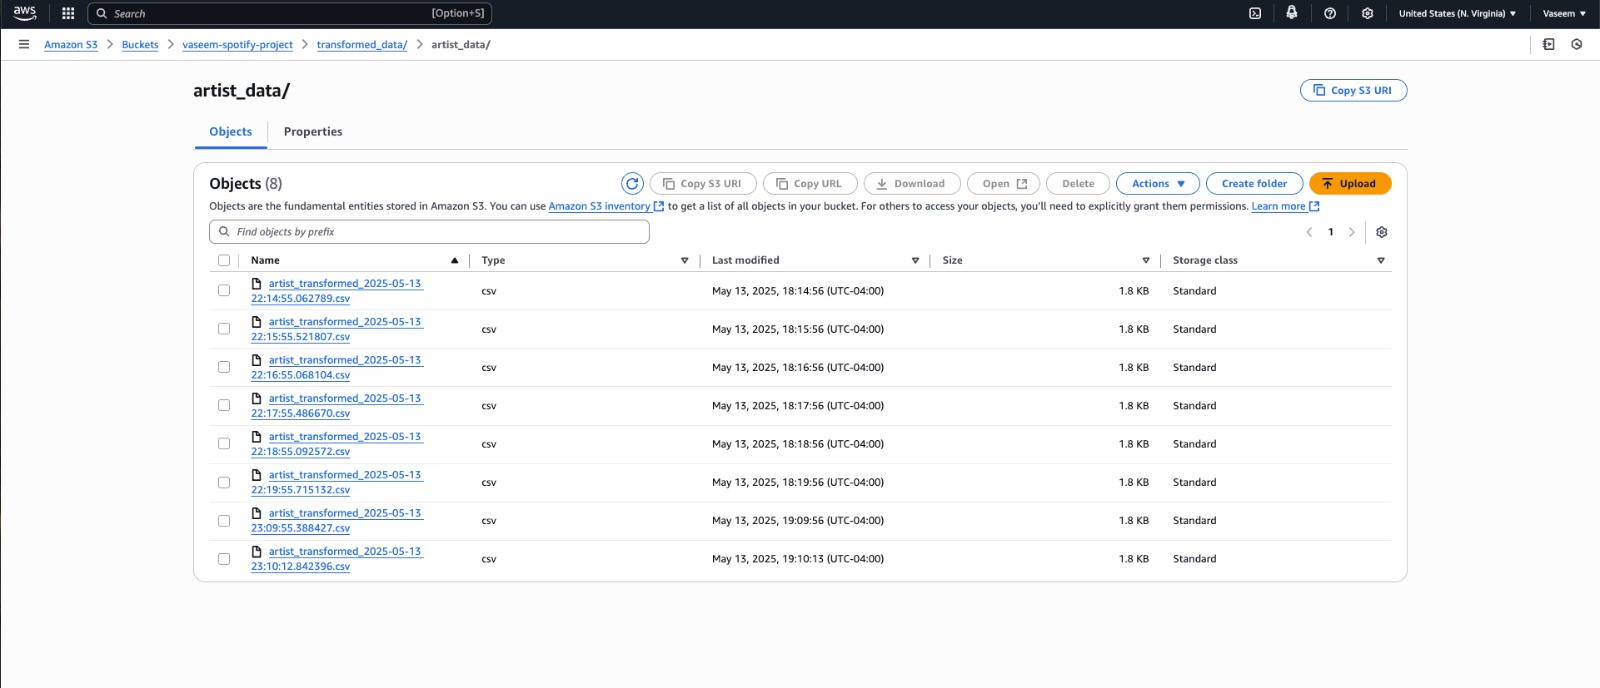 aws Search [Option+S] United States (N. Virginia) Vaseem
Amazon S3 > Buckets > vaseem-spotify-project > transformed_data/ > artist_data/
artist_data/ Copy S3 URI
Objects Properties
Objects (8) Copy S3 URI Copy URL Download Open Delete Actions Create folder Upload
Objects are the fundamental entities stored in Amazon S3. You can use Amazon S3 inventory to get a list of all objects in your bucket. For others to access your objects, you'll need to explicitly grant them permissions. Learn more
Find objects by prefix 1
Name Type Last modified Size Storage class
artist_transformed_2025-05-13
22:14:55.062789.csv csv May 13, 2025, 18:14:56 (UTC-04:00) 1.8 KB Standard
artist_transformed_2025-05-13
22:15:55.521807.csv csv May 13, 2025, 18:15:56 (UTC-04:00) 1.8 KB Standard
artist_transformed_2025-05-13
22:16:55.068104.csv csv May 13, 2025, 18:16:56 (UTC-04:00) 1.8 KB Standard
artist_transformed_2025-05-13
22:17:55.486670.csv csv May 13, 2025, 18:17:56 (UTC-04:00) 1.8 KB Standard
artist_transformed_2025-05-13
22:18:55.092572.csv csv May 13, 2025, 18:18:56 (UTC-04:00) 1.8 KB Standard
artist_transformed_2025-05-13
22:19:55.715132.csv csv May 13, 2025, 18:19:56 (UTC-04:00) 1.8 KB Standard
artist_transformed_2025-05-13
23:09:55.388427.csv csv May 13, 2025, 19:09:56 (UTC-04:00) 1.8 KB Standard
artist_transformed_2025-05-13
23:10:12.842396.csv csv May 13, 2025, 19:10:13 (UTC-04:00) 1.8 KB Standard